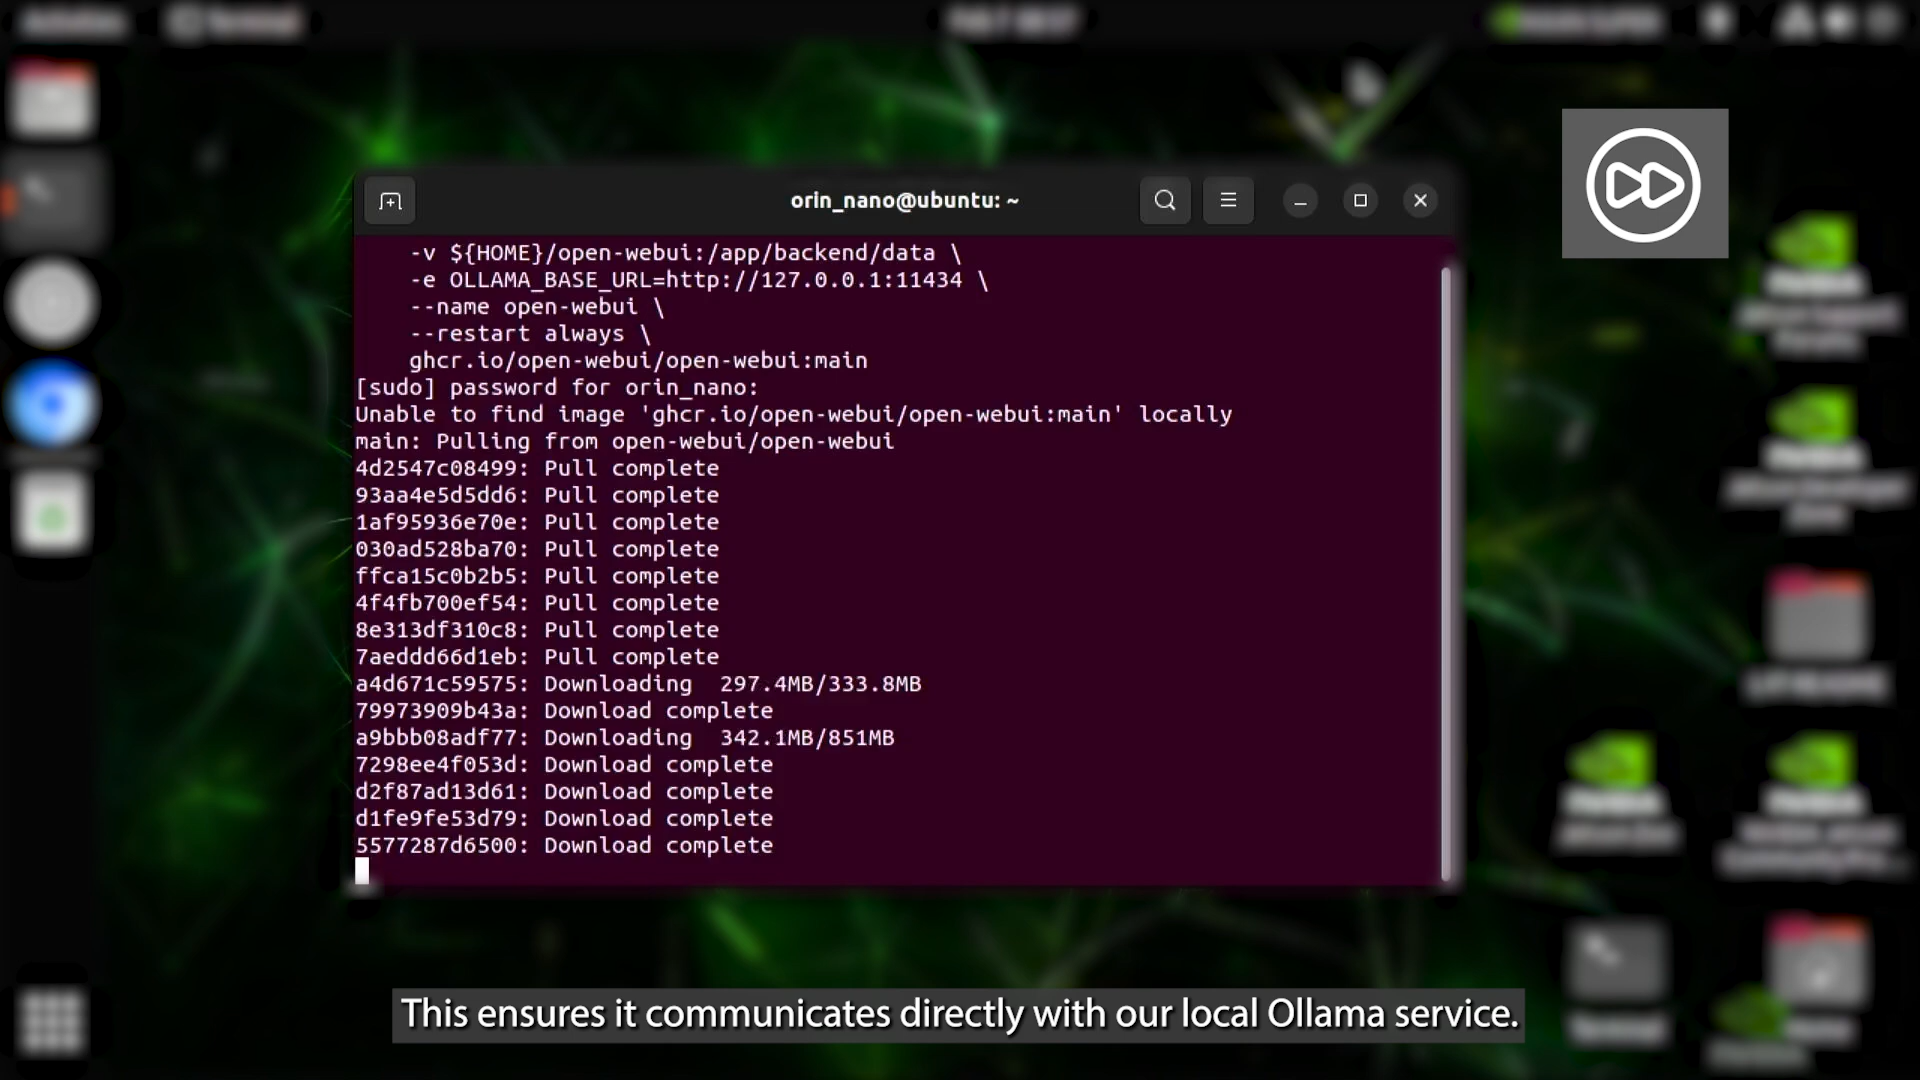 orin_nano@ubuntu: ~
-v ${HOME}/open-webui:/app/backend/data \
-e OLLAMA_BASE_URL=http://127.0.0.1:11434 \
--name open-webui \
--restart always \
ghcr.io/open-webui/open-webui:main
[sudo] password for orin_nano:
Unable to find image 'ghcr.io/open-webui/open-webui:main' locally
main: Pulling from open-webui/open-webui
4d2547c08499: Pull complete
93aa4e5d5dd6: Pull complete
1af95936e70e: Pull complete
030ad528ba70: Pull complete
ffca15c0b2b5: Pull complete
4f4fb700ef54: Pull complete
8e313df310c8: Pull complete
7aeddd66d1eb: Pull complete
a4d671c59575: Downloading  297.4MB/333.8MB
79973909b43a: Download complete
a9bbb08adf77: Downloading  342.1MB/851MB
7298ee4f053d: Download complete
d2f87ad13d61: Download complete
d1fe9fe53d79: Download complete
5577287d6500: Download complete
This ensures it communicates directly with our local Ollama service.